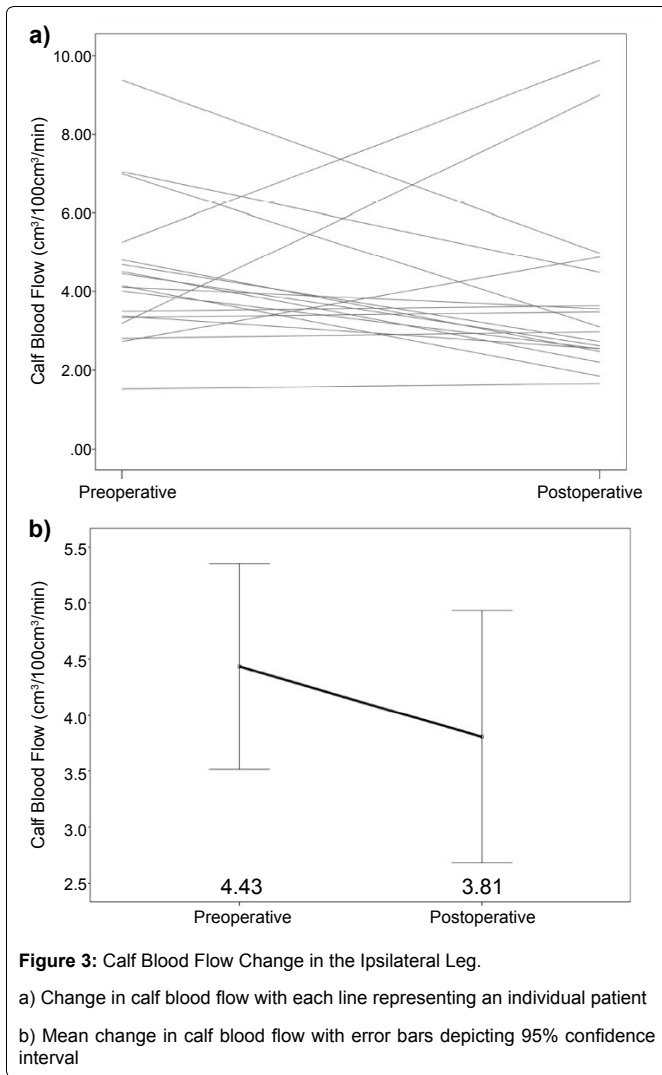 a)
Calf Blood Flow (cm³/100cm³/min)
10.00
8.00
6.00
4.00
2.00
.00
Preoperative
Postoperative
b)
Calf Blood Flow (cm³/100cm³/min)
5.5
5.0
4.5
4.0
3.5
3.0
2.5
4.43
3.81
Preoperative
Postoperative
Figure 3: Calf Blood Flow Change in the Ipsilateral Leg.
a) Change in calf blood flow with each line representing an individual patient
b) Mean change in calf blood flow with error bars depicting 95% confidence
interval